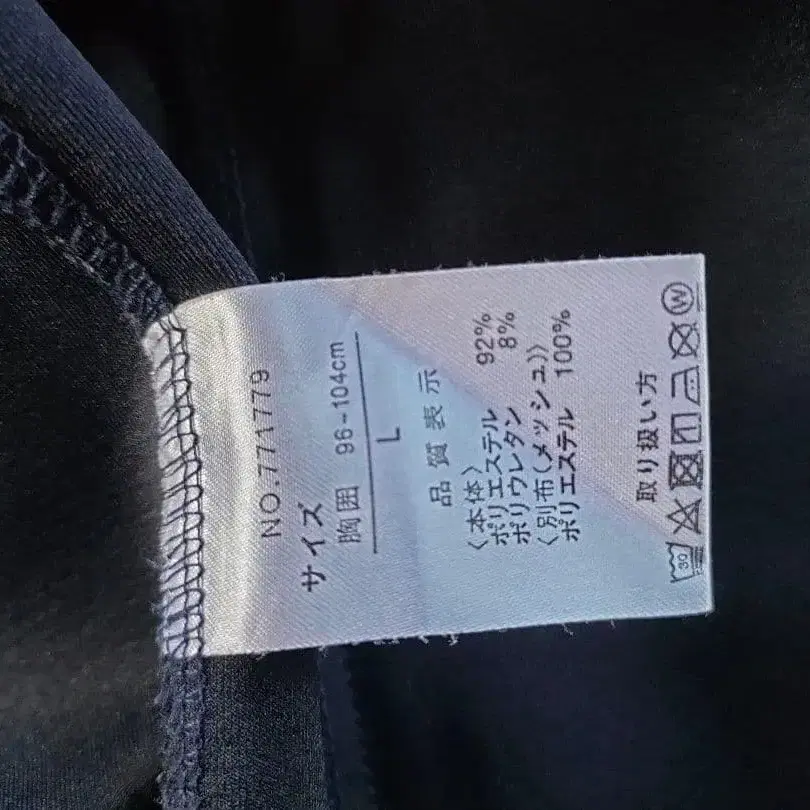 NO.771779
サイズ
胸囲 96-104cm
L
品質表示
〈本体〉
ポリエステル 92%
ポリウレタン 8%
〈別布(メッシュ)〉
ポリエステル 100%
取り扱い方
30 W